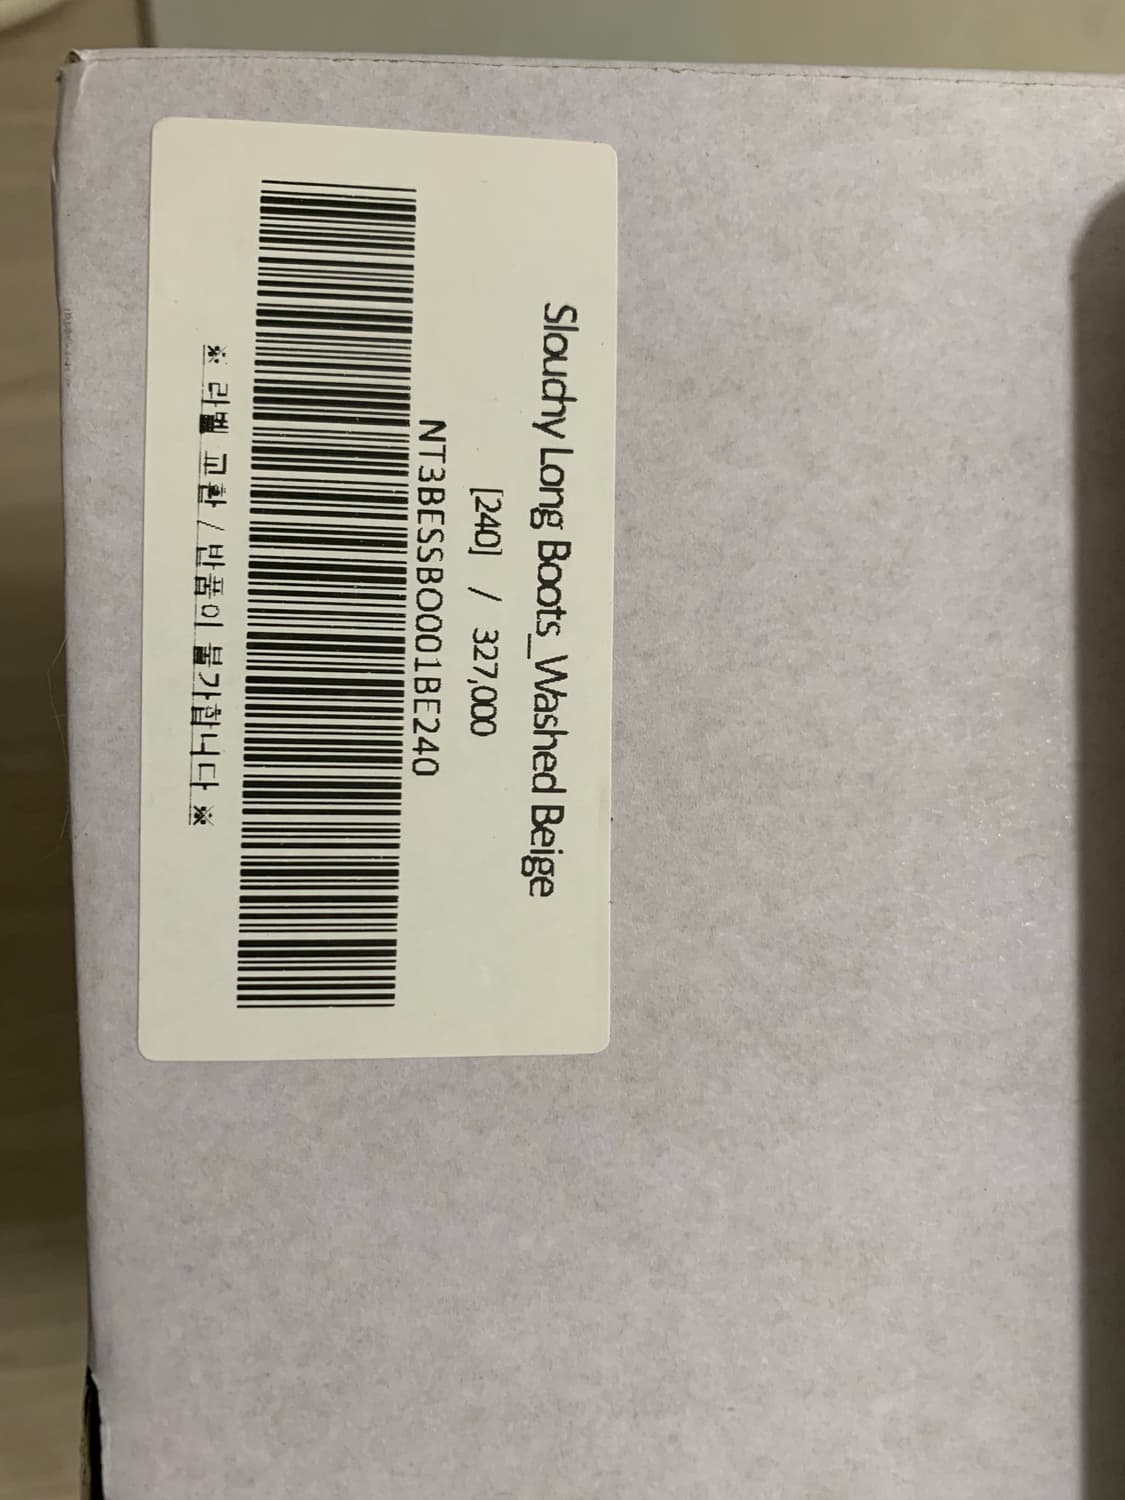 Slouchy Long Boots_Washed Beige
[240] / 327,000
NT3BESSBO001BE240
※ 라벨 교환 / 반품이 불가합니다 ※